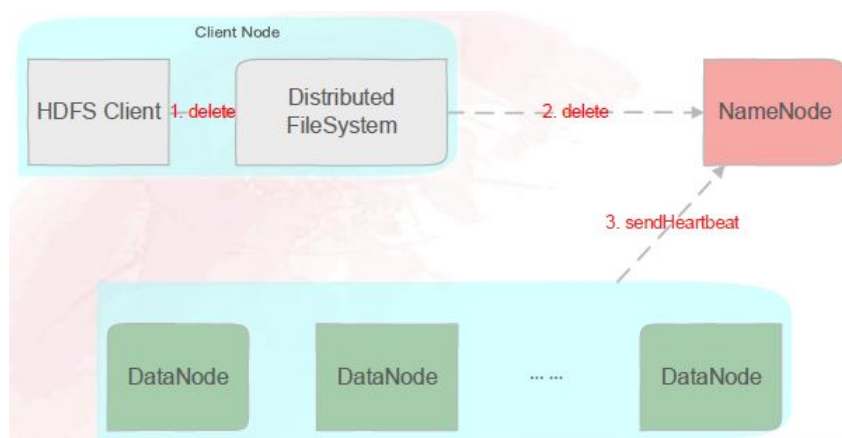 Client Node
HDFS Client
1. delete
Distributed
FileSystem
2. delete
NameNode
3. sendHeartbeat
DataNode
DataNode
... ...
DataNode